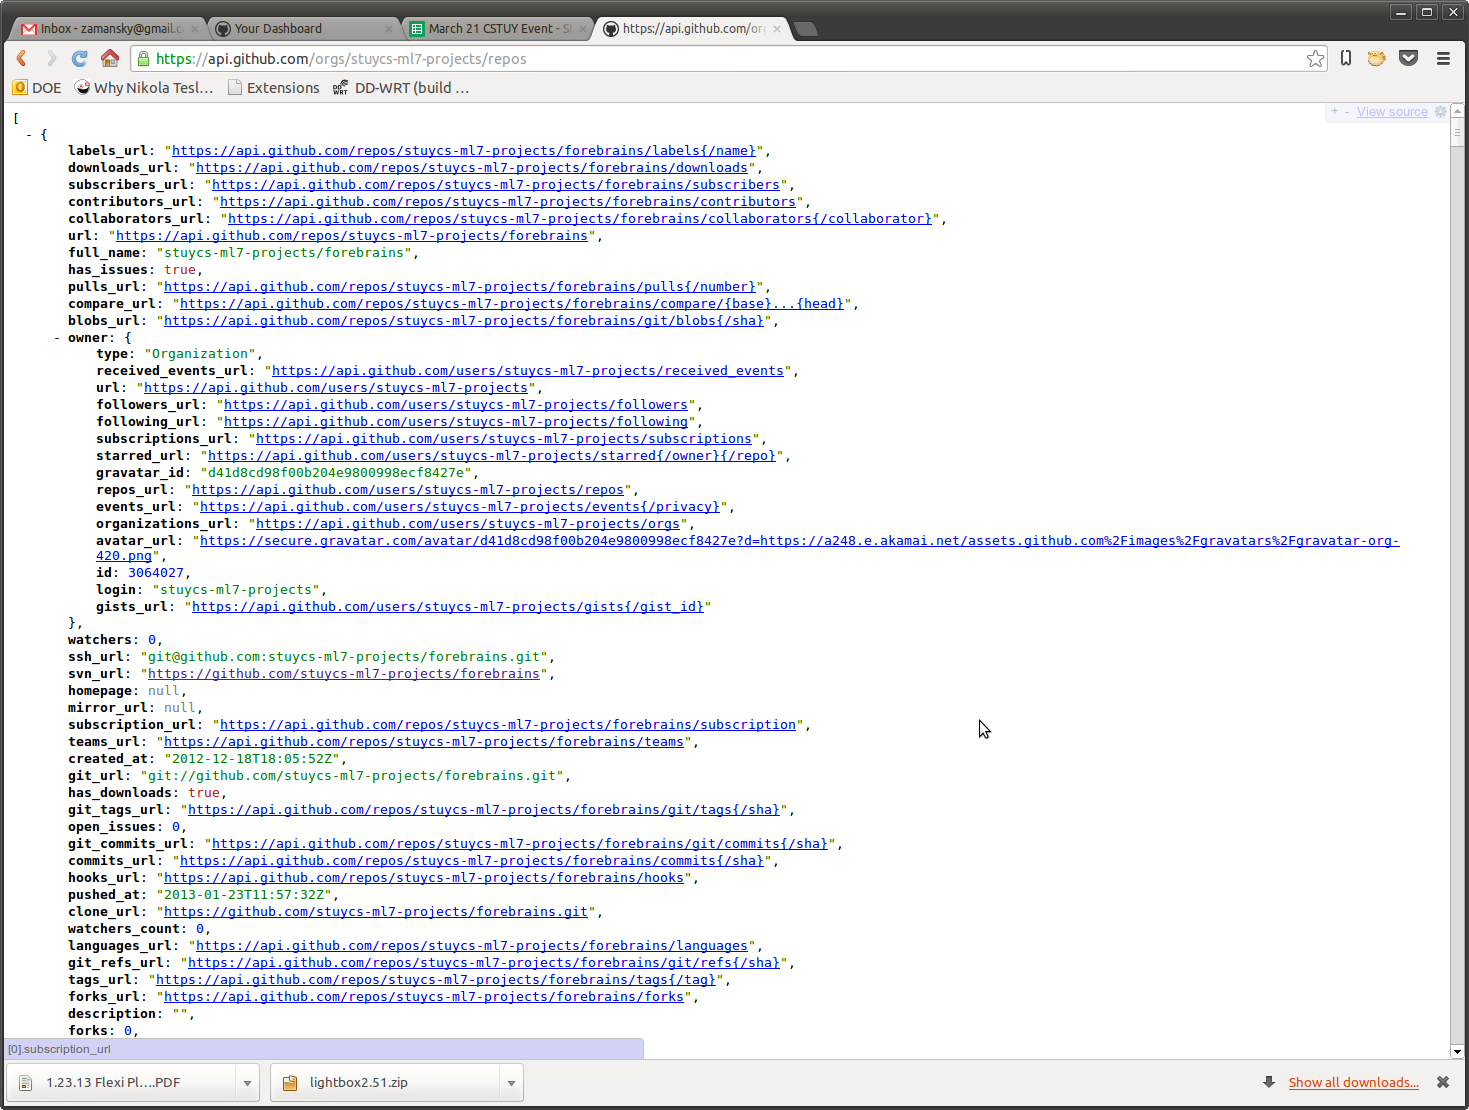 Inbox - zamansky@gmail.c
Your Dashboard
March 21 CSTUY Event - S
https://api.github.com/or
https://api.github.com/orgs/stuycs-ml7-projects/repos
DOE
Why Nikola Tesl...
Extensions
DD-WRT (build ...
+ - View source
[
- {
labels_url: "https://api.github.com/repos/stuycs-ml7-projects/forebrains/labels{/name}",
downloads_url: "https://api.github.com/repos/stuycs-ml7-projects/forebrains/downloads",
subscribers_url: "https://api.github.com/repos/stuycs-ml7-projects/forebrains/subscribers",
contributors_url: "https://api.github.com/repos/stuycs-ml7-projects/forebrains/contributors",
collaborators_url: "https://api.github.com/repos/stuycs-ml7-projects/forebrains/collaborators{/collaborator}",
url: "https://api.github.com/repos/stuycs-ml7-projects/forebrains",
full_name: "stuycs-ml7-projects/forebrains",
has_issues: true,
pulls_url: "https://api.github.com/repos/stuycs-ml7-projects/forebrains/pulls{/number}",
compare_url: "https://api.github.com/repos/stuycs-ml7-projects/forebrains/compare/{base}...{head}",
blobs_url: "https://api.github.com/repos/stuycs-ml7-projects/forebrains/git/blobs{/sha}",
- owner: {
type: "Organization",
received_events_url: "https://api.github.com/users/stuycs-ml7-projects/received_events",
url: "https://api.github.com/users/stuycs-ml7-projects",
followers_url: "https://api.github.com/users/stuycs-ml7-projects/followers",
following_url: "https://api.github.com/users/stuycs-ml7-projects/following",
subscriptions_url: "https://api.github.com/users/stuycs-ml7-projects/subscriptions",
starred_url: "https://api.github.com/users/stuycs-ml7-projects/starred{/owner}{/repo}",
gravatar_id: "d41d8cd98f00b204e9800998ecf8427e",
repos_url: "https://api.github.com/users/stuycs-ml7-projects/repos",
events_url: "https://api.github.com/users/stuycs-ml7-projects/events{/privacy}",
organizations_url: "https://api.github.com/users/stuycs-ml7-projects/orgs",
avatar_url: "https://secure.gravatar.com/avatar/d41d8cd98f00b204e9800998ecf8427e?d=https://a248.e.akamai.net/assets.github.com%2Fimages%2Fgravatars%2Fgravatar-org-
420.png",
id: 3064027,
login: "stuycs-ml7-projects",
gists_url: "https://api.github.com/users/stuycs-ml7-projects/gists{/gist_id}"
},
watchers: 0,
ssh_url: "git@github.com:stuycs-ml7-projects/forebrains.git",
svn_url: "https://github.com/stuycs-ml7-projects/forebrains",
homepage: null,
mirror_url: null,
subscription_url: "https://api.github.com/repos/stuycs-ml7-projects/forebrains/subscription",
teams_url: "https://api.github.com/repos/stuycs-ml7-projects/forebrains/teams",
created_at: "2012-12-18T18:05:52Z",
git_url: "git://github.com/stuycs-ml7-projects/forebrains.git",
has_downloads: true,
git_tags_url: "https://api.github.com/repos/stuycs-ml7-projects/forebrains/git/tags{/sha}",
open_issues: 0,
git_commits_url: "https://api.github.com/repos/stuycs-ml7-projects/forebrains/git/commits{/sha}",
commits_url: "https://api.github.com/repos/stuycs-ml7-projects/forebrains/commits{/sha}",
hooks_url: "https://api.github.com/repos/stuycs-ml7-projects/forebrains/hooks",
pushed_at: "2013-01-23T11:57:32Z",
clone_url: "https://github.com/stuycs-ml7-projects/forebrains.git",
watchers_count: 0,
languages_url: "https://api.github.com/repos/stuycs-ml7-projects/forebrains/languages",
git_refs_url: "https://api.github.com/repos/stuycs-ml7-projects/forebrains/git/refs{/sha}",
tags_url: "https://api.github.com/repos/stuycs-ml7-projects/forebrains/tags{/tag}",
forks_url: "https://api.github.com/repos/stuycs-ml7-projects/forebrains/forks",
description: "",
forks: 0,
[0].subscription_url
1.23.13 Flexi Pl....PDF
lightbox2.51.zip
Show all downloads...